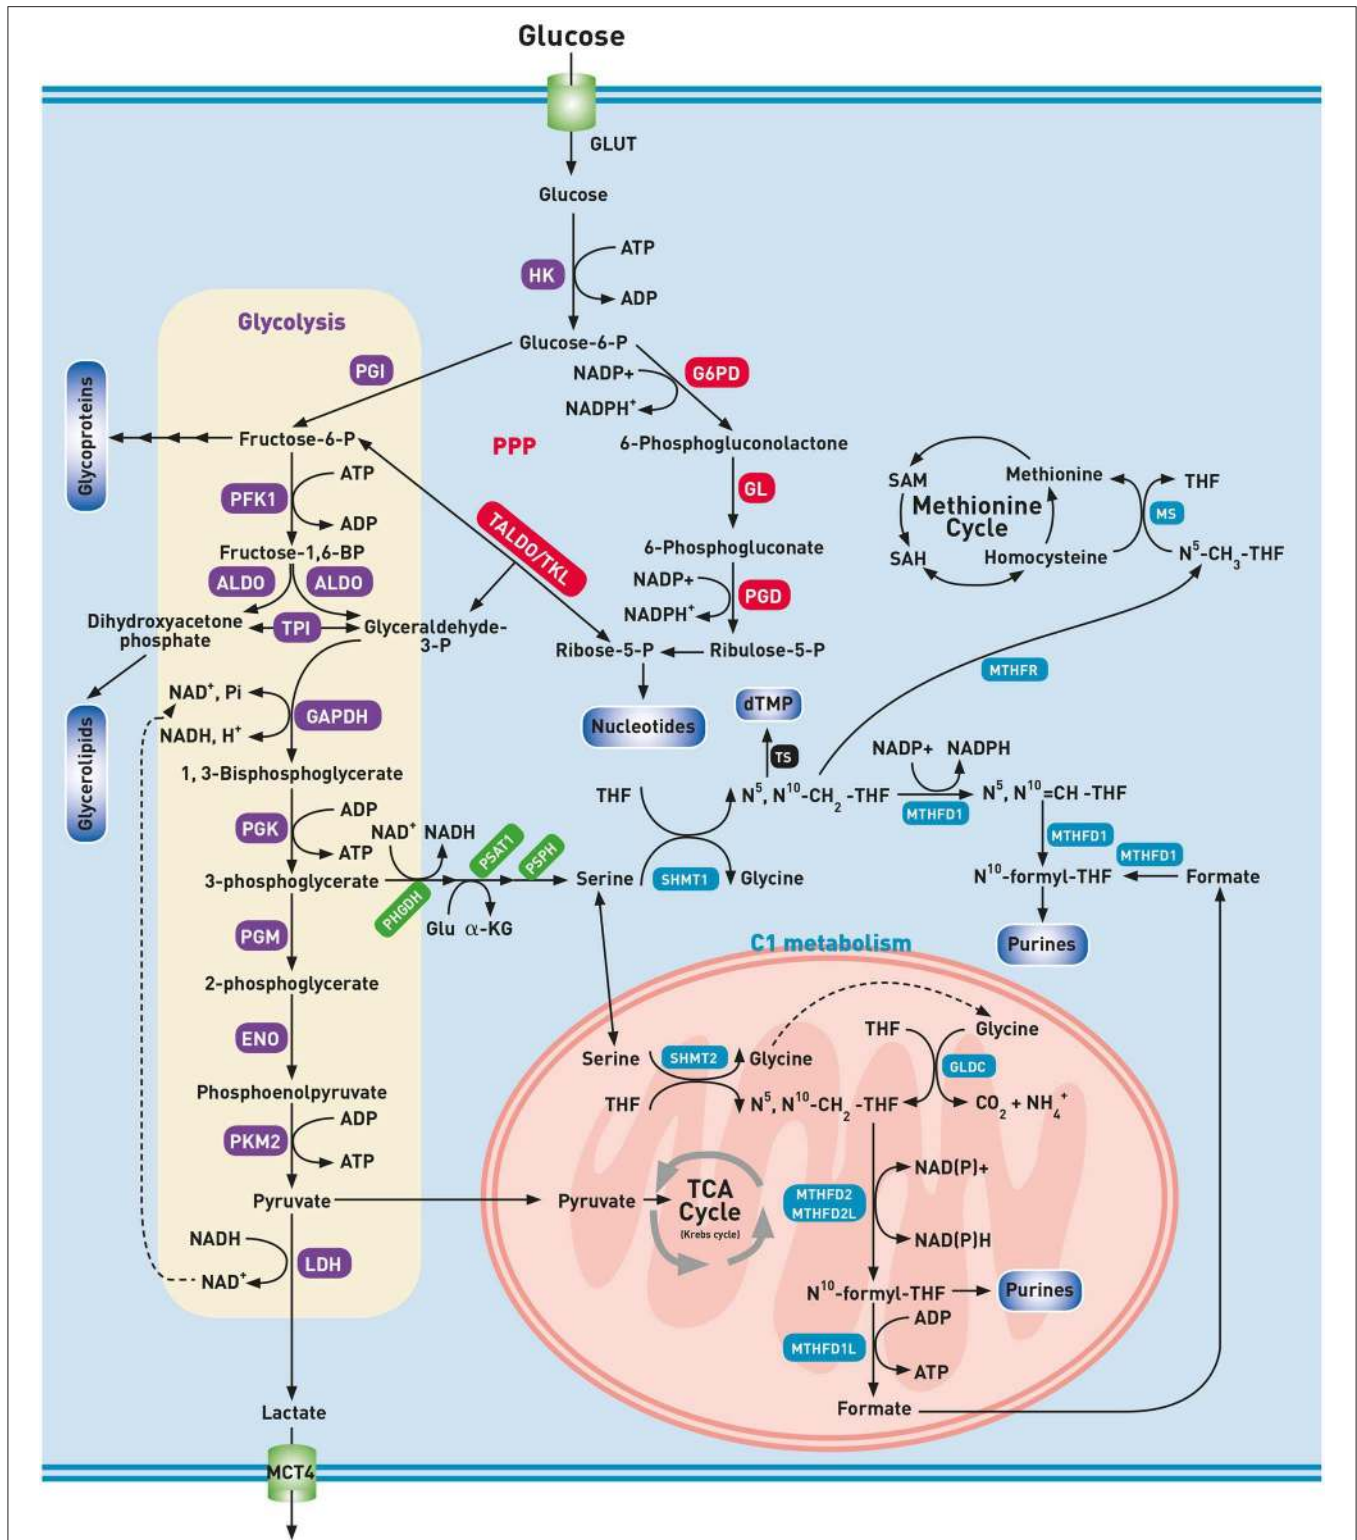 Glucose
GLUT
Glucose
ATP
HK
ADP
Glycolysis
Glucose-6-P
PGI
NADP+
G6PD
NADPH⁺
Glycoproteins
Fructose-6-P
PPP
6-Phosphogluconolactone
ATP
PFK1
ADP
GL
TALDO/TKL
Methionine
THF
SAM
Methionine
Cycle
MS
SAH
Homocysteine
N⁵-CH₃-THF
Fructose-1,6-BP
6-Phosphogluconate
ALDO
ALDO
NADP+
PGD
NADPH⁺
Dihydroxyacetone
phosphate
TPI
Glyceraldehyde-
3-P
Ribose-5-P
Ribulose-5-P
MTHFR
NAD⁺, Pi
GAPDH
NADH, H⁺
Glycerolipids
Nucleotides
dTMP
TS
NADP+
NADPH
1, 3-Bisphosphoglycerate
THF
N⁵, N¹⁰-CH₂ -THF
MTHFD1
N⁵, N¹⁰=CH -THF
ADP
PGK
ATP
NAD⁺ NADH
PSAT1
PSPH
MTHFD1
MTHFD1
3-phosphoglycerate
PHGDH
Glu α-KG
Serine
SHMT1
Glycine
N¹⁰-formyl-THF
Formate
PGM
C1 metabolism
Purines
2-phosphoglycerate
ENO
THF
Glycine
Serine
SHMT2
Glycine
GLDC
Phosphoenolpyruvate
THF
N⁵, N¹⁰-CH₂ -THF
CO₂ + NH₄⁺
ADP
PKM2
ATP
NAD(P)+
Pyruvate
Pyruvate
TCA
Cycle
(Krebs cycle)
MTHFD2
MTHFD2L
NADH
LDH
NAD⁺
NAD(P)H
N¹⁰-formyl-THF
Purines
ADP
MTHFD1L
ATP
Lactate
Formate
MCT4